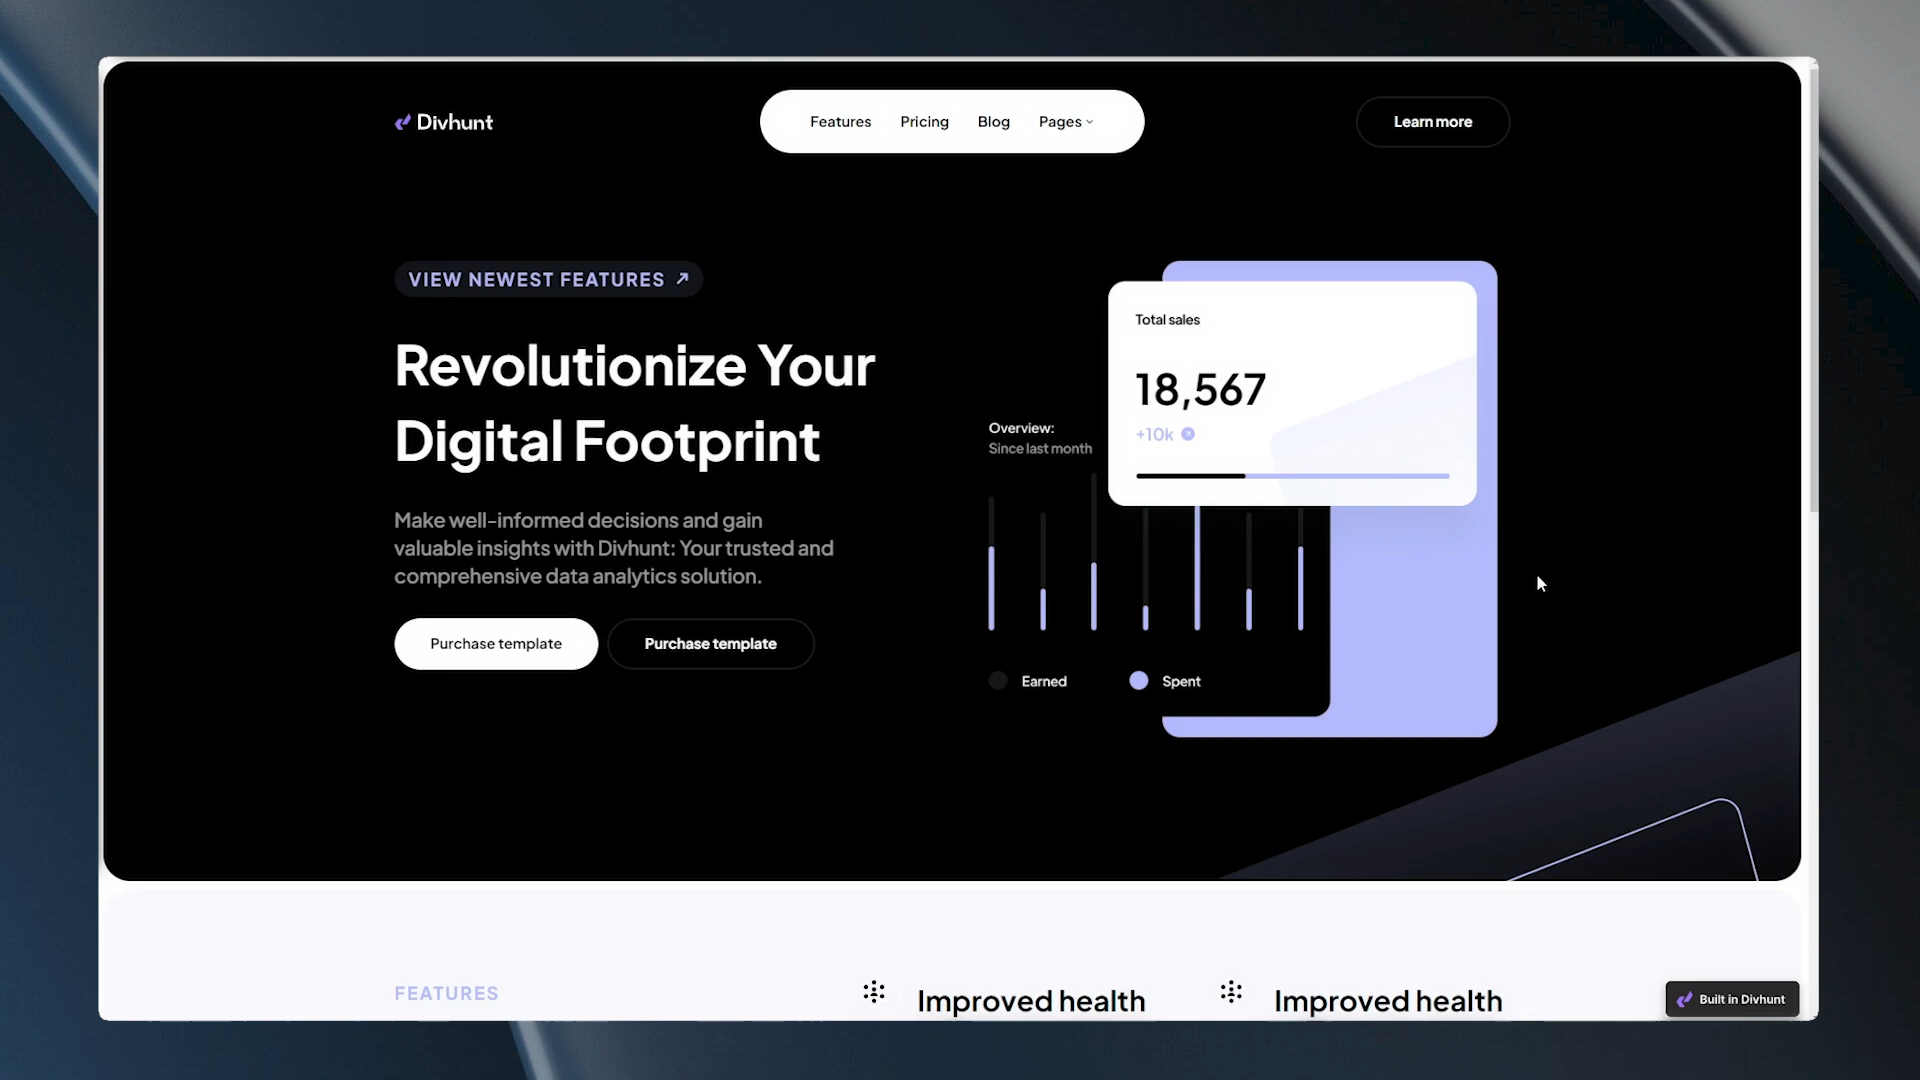 Divhunt
Features
Pricing
Blog
Pages
Learn more
VIEW NEWEST FEATURES
Revolutionize Your
Digital Footprint
Make well-informed decisions and gain
valuable insights with Divhunt: Your trusted and
comprehensive data analytics solution.
Purchase template
Purchase template
Total sales
18,567
+10k
Overview:
Since last month
Earned
Spent
FEATURES
Improved health
Improved health
Built in Divhunt